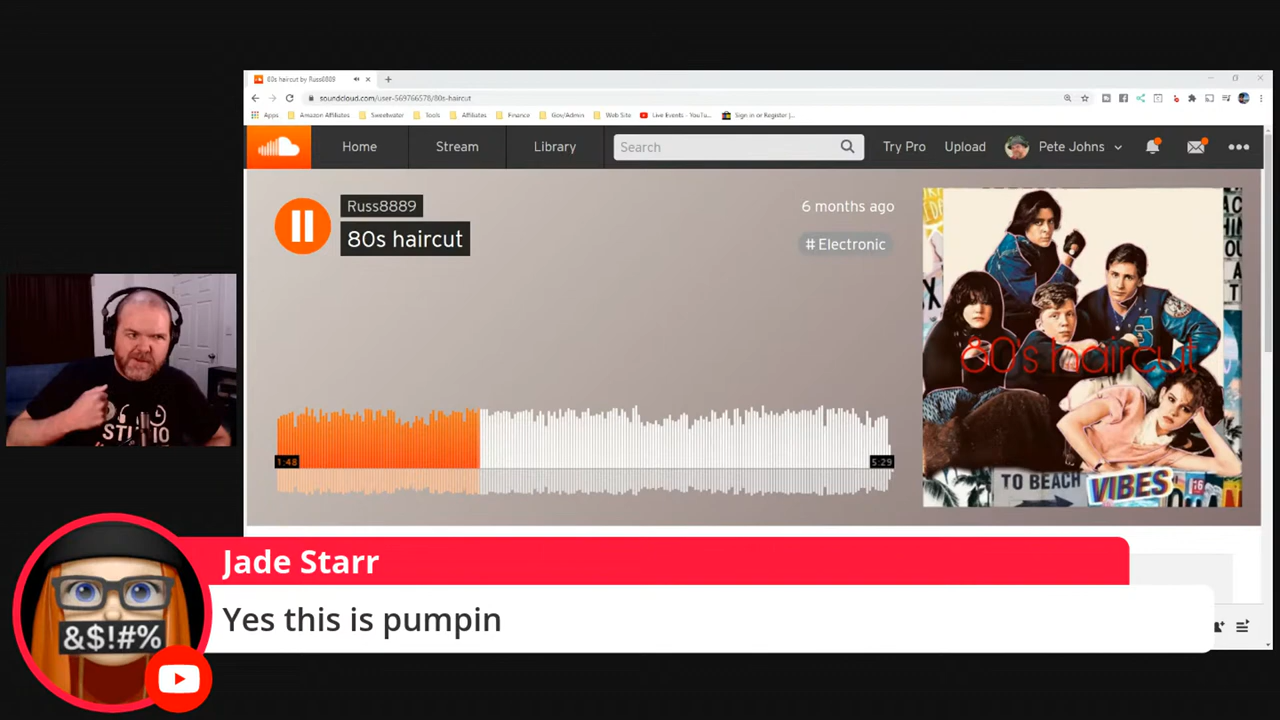 80s haircut by Russ8889
soundcloud.com/user-569766578/80s-haircut
Apps Amazon Affiliates Sweetwater Tools Affiliates Finance Gov/Admin Web Site Live Events - YouTu... Sign in or Register |...
Home Stream Library Search Try Pro Upload Pete Johns
Russ8889
6 months ago
80s haircut
# Electronic
80's haircut
TO BEACH VIBES 16
1:48
5:29
Jade Starr
Yes this is pumpin
&$!#%